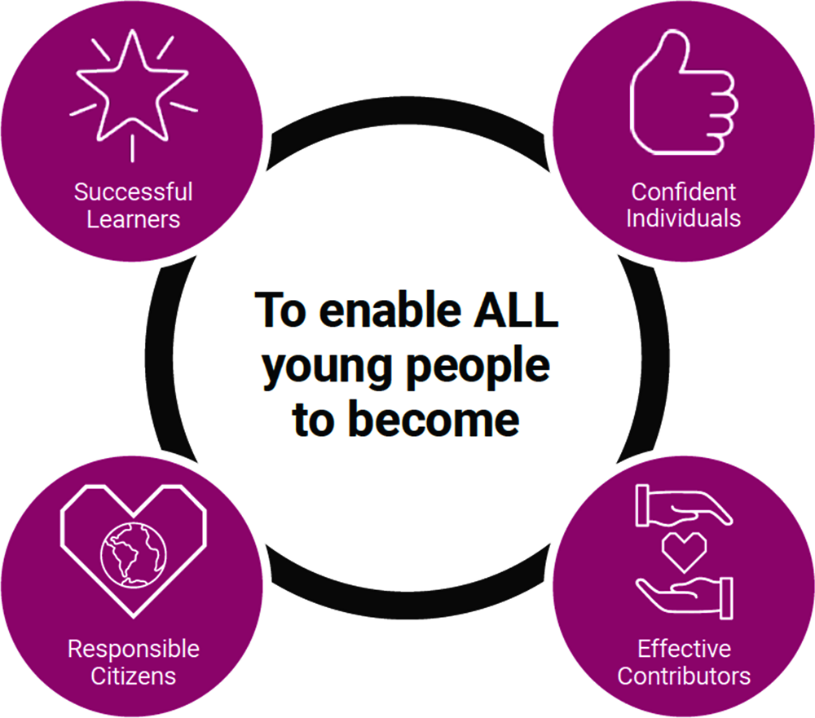 Successful
Learners
Confident
Individuals
To enable ALL
young people
to become
Responsible
Citizens
Effective
Contributors